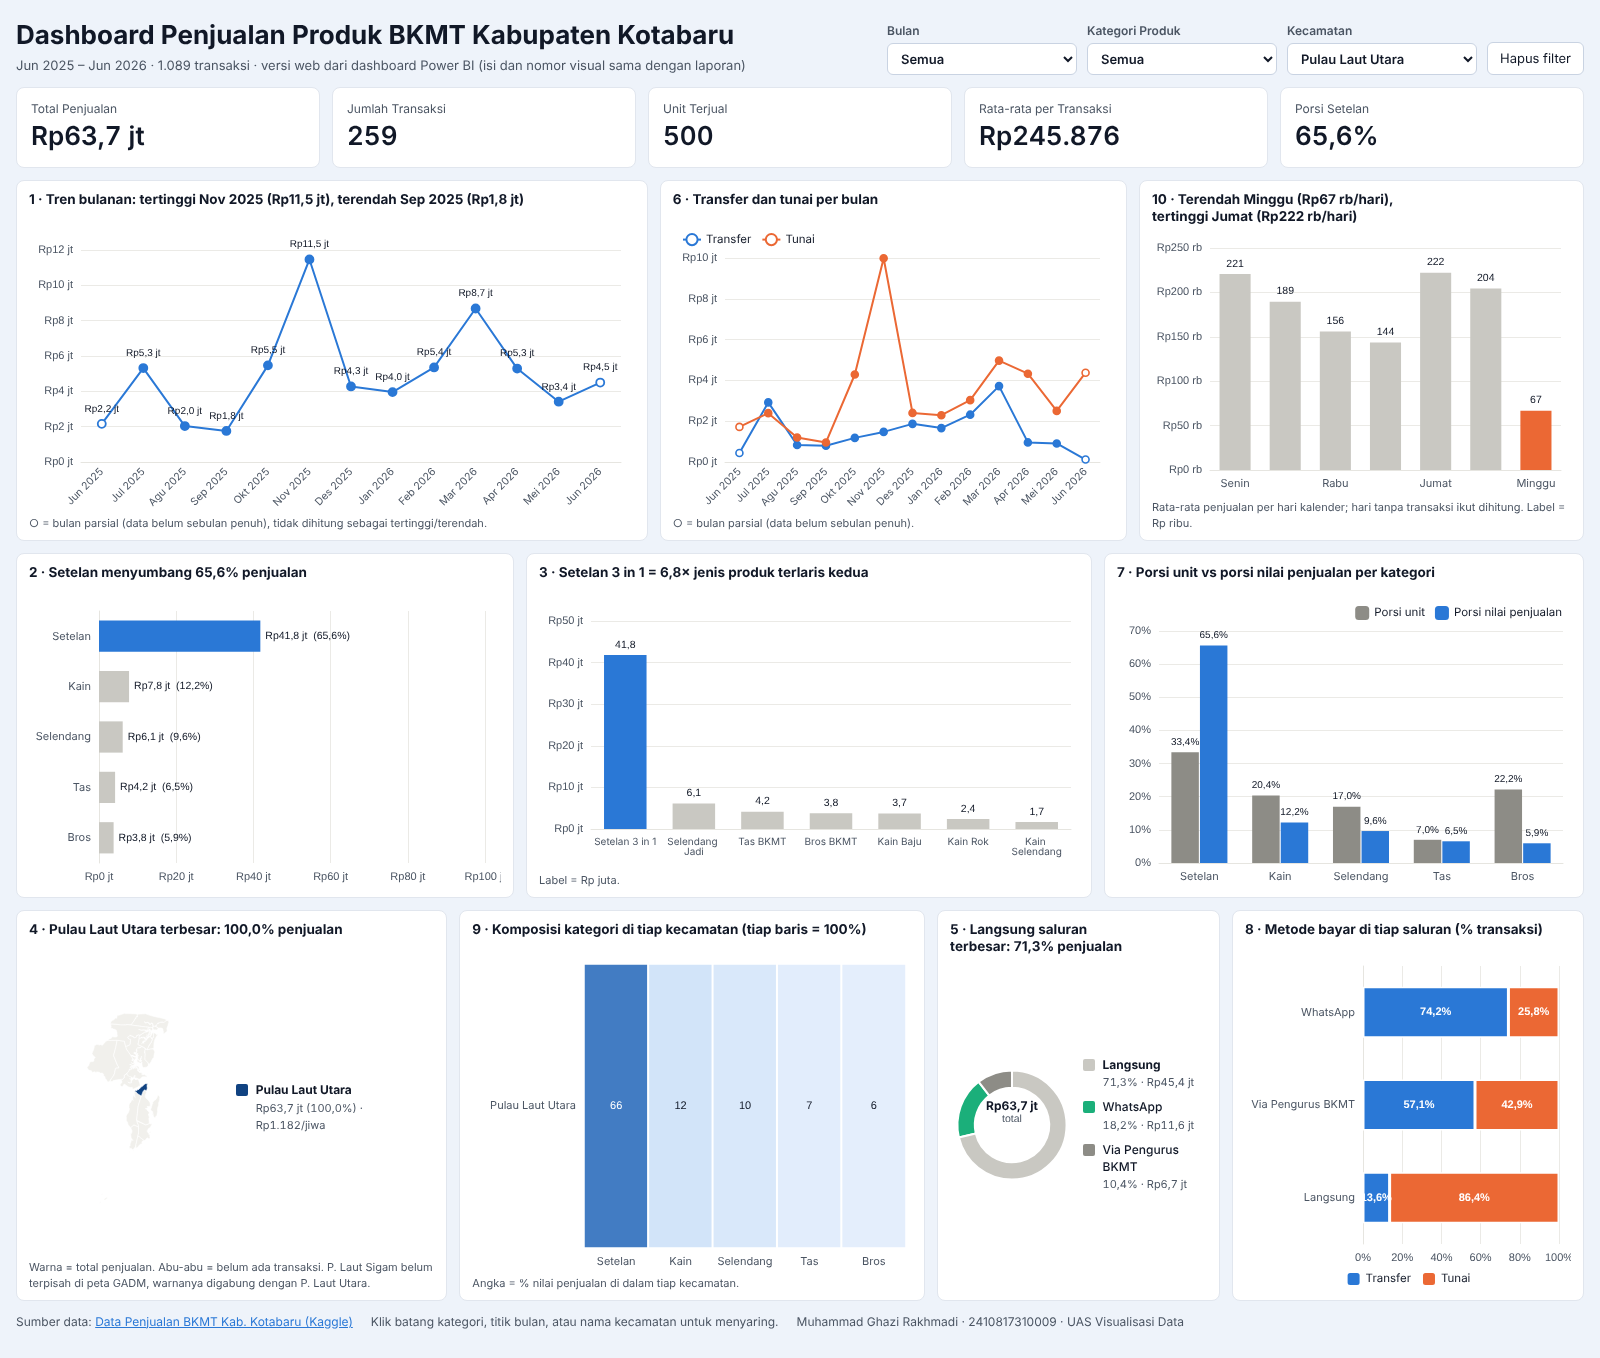 Dashboard Penjualan Produk BKMT Kabupaten Kotabaru
Jun 2025 – Jun 2026 · 1.089 transaksi · versi web dari dashboard Power BI (isi dan nomor visual sama dengan laporan)
Bulan
Semua
Kategori Produk
Semua
Kecamatan
Pulau Laut Utara
Hapus filter
Total Penjualan
Rp63,7 jt
Jumlah Transaksi
259
Unit Terjual
500
Rata-rata per Transaksi
Rp245.876
Porsi Setelan
65,6%
1 · Tren bulanan: tertinggi Nov 2025 (Rp11,5 jt), terendah Sep 2025 (Rp1,8 jt)
Rp12 jt
Rp10 jt
Rp8 jt
Rp6 jt
Rp4 jt
Rp2 jt
Rp0 jt
Rp2,2 jt
Rp5,3 jt
Rp2,0 jt
Rp1,8 jt
Rp5,5 jt
Rp11,5 jt
Rp4,3 jt
Rp4,0 jt
Rp5,4 jt
Rp8,7 jt
Rp5,3 jt
Rp3,4 jt
Rp4,5 jt
Jun 2025
Jul 2025
Agu 2025
Sep 2025
Okt 2025
Nov 2025
Des 2025
Jan 2026
Feb 2026
Mar 2026
Apr 2026
Mei 2026
Jun 2026
O = bulan parsial (data belum sebulan penuh), tidak dihitung sebagai tertinggi/terendah.
6 · Transfer dan tunai per bulan
Transfer
Tunai
Rp10 jt
Rp8 jt
Rp6 jt
Rp4 jt
Rp2 jt
Rp0 jt
Jun 2025
Jul 2025
Agu 2025
Sep 2025
Okt 2025
Nov 2025
Des 2025
Jan 2026
Feb 2026
Mar 2026
Apr 2026
Mei 2026
Jun 2026
O = bulan parsial (data belum sebulan penuh).
10 · Terendah Minggu (Rp67 rb/hari),
tertinggi Jumat (Rp222 rb/hari)
Rp250 rb
Rp200 rb
Rp150 rb
Rp100 rb
Rp50 rb
Rp0 rb
221
189
156
144
222
204
67
Senin
Rabu
Jumat
Minggu
Rata-rata penjualan per hari kalender; hari tanpa transaksi ikut dihitung. Label =
Rp ribu.
2 · Setelan menyumbang 65,6% penjualan
Setelan
Rp41,8 jt (65,6%)
Kain
Rp7,8 jt (12,2%)
Selendang
Rp6,1 jt (9,6%)
Tas
Rp4,2 jt (6,5%)
Bros
Rp3,8 jt (5,9%)
Rp0 jt
Rp20 jt
Rp40 jt
Rp60 jt
Rp80 jt
Rp100 j
3 · Setelan 3 in 1 = 6,8× jenis produk terlaris kedua
Rp50 jt
Rp40 jt
Rp30 jt
Rp20 jt
Rp10 jt
Rp0 jt
41,8
6,1
4,2
3,8
3,7
2,4
1,7
Setelan 3 in 1
Selendang
Jadi
Tas BKMT
Bros BKMT
Kain Baju
Kain Rok
Kain
Selendang
Label = Rp juta.
7 · Porsi unit vs porsi nilai penjualan per kategori
Porsi unit
Porsi nilai penjualan
70%
60%
50%
40%
30%
20%
10%
0%
33,4%
65,6%
20,4%
12,2%
17,0%
9,6%
7,0%
6,5%
22,2%
5,9%
Setelan
Kain
Selendang
Tas
Bros
4 · Pulau Laut Utara terbesar: 100,0% penjualan
Pulau Laut Utara
Rp63,7 jt (100,0%) ·
Rp1.182/jiwa
Warna = total penjualan. Abu-abu = belum ada transaksi. P. Laut Sigam belum
terpisah di peta GADM, warnanya digabung dengan P. Laut Utara.
9 · Komposisi kategori di tiap kecamatan (tiap baris = 100%)
Pulau Laut Utara
66
12
10
7
6
Setelan
Kain
Selendang
Tas
Bros
Angka = % nilai penjualan di dalam tiap kecamatan.
5 · Langsung saluran
terbesar: 71,3% penjualan
Rp63,7 jt
total
Langsung
71,3% · Rp45,4 jt
WhatsApp
18,2% · Rp11,6 jt
Via Pengurus
BKMT
10,4% · Rp6,7 jt
8 · Metode bayar di tiap saluran (% transaksi)
WhatsApp
74,2%
25,8%
Via Pengurus BKMT
57,1%
42,9%
Langsung
13,6%
86,4%
0%
20%
40%
60%
80%
100%
Transfer
Tunai
Sumber data: Data Penjualan BKMT Kab. Kotabaru (Kaggle)
Klik batang kategori, titik bulan, atau nama kecamatan untuk menyaring.
Muhammad Ghazi Rakhmadi · 2410817310009 · UAS Visualisasi Data